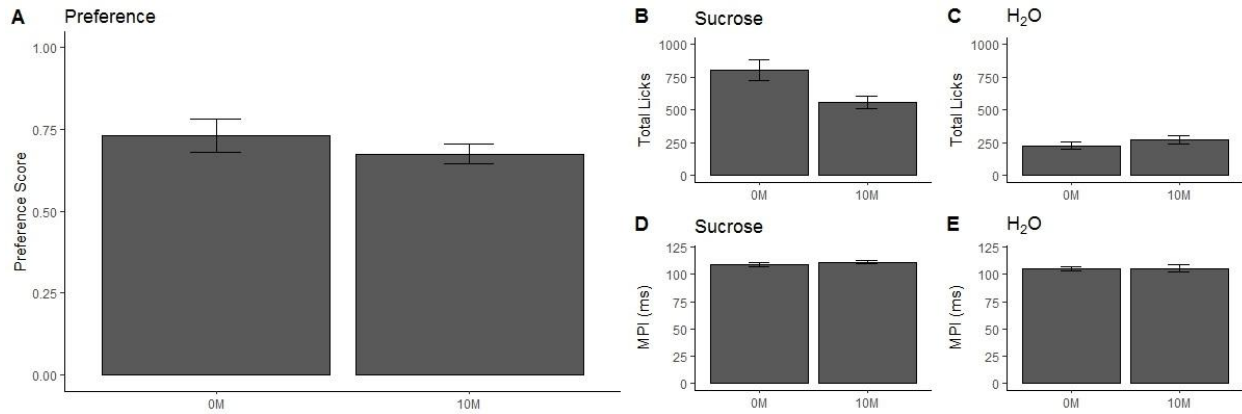 A Preference
Preference Score
1.00
0.75
0.50
0.25
0.00
0M 10M
B Sucrose
Total Licks
1000
750
500
250
0
0M 10M
C H₂O
Total Licks
1000
750
500
250
0
0M 10M
D Sucrose
MPI (ms)
125
100
75
50
25
0
0M 10M
E H₂O
MPI (ms)
125
100
75
50
25
0
0M 10M